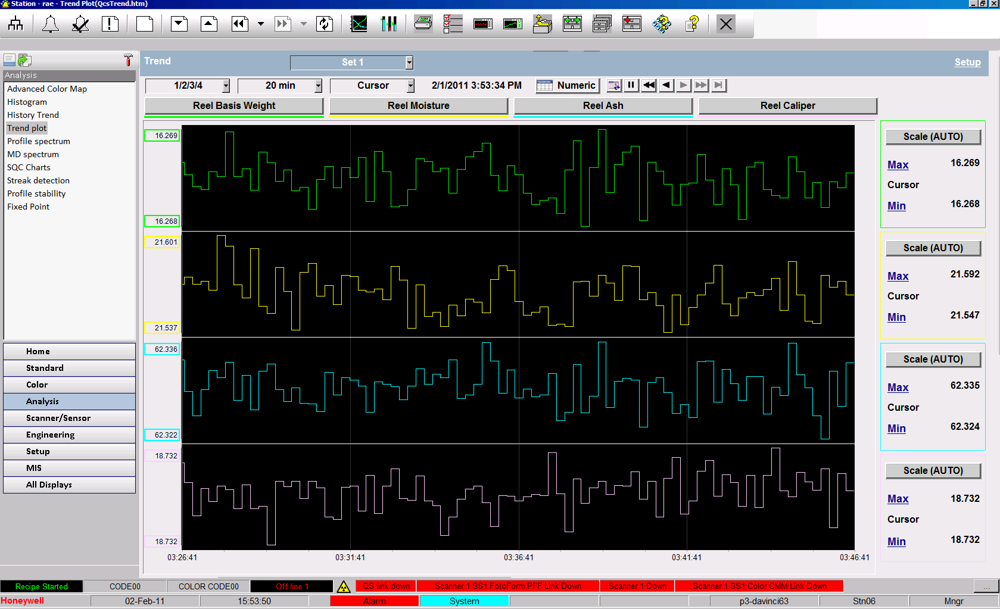 Station - rae - Trend Plot(QcsTrend.htm)
Trend
Set 1
Setup
Analysis
Advanced Color Map
Histogram
History Trend
Trend plot
Profile spectrum
MD spectrum
SQC Charts
Streak detection
Profile stability
Fixed Point
Home
Standard
Color
Analysis
Scanner/Sensor
Engineering
Setup
MIS
All Displays
1/2/3/4
20 min
Cursor
2/1/2011 3:53:34 PM
Numeric
Reel Basis Weight
Reel Moisture
Reel Ash
Reel Caliper
16.269
16.268
21.601
21.537
62.336
62.322
18.732
18.732
03:26:41
03:31:41
03:36:41
03:41:41
03:46:41
Scale (AUTO)
Max 16.269
Cursor
Min 16.268
Scale (AUTO)
Max 21.592
Cursor
Min 21.547
Scale (AUTO)
Max 62.335
Cursor
Min 62.324
Scale (AUTO)
Max 18.732
Cursor
Min 18.732
Recipe Started
CODE00
COLOR CODE00
Off line 1
QS link down
Scanner 1 SS1 FotoForm PFF Link Down
Scanner 1 Down
Scanner 1 SS1 Color CMM Link Down
...
Honeywell
02-Feb-11
15:53:50
Alarm
System
p3-davinci63
Stn06
Mngr